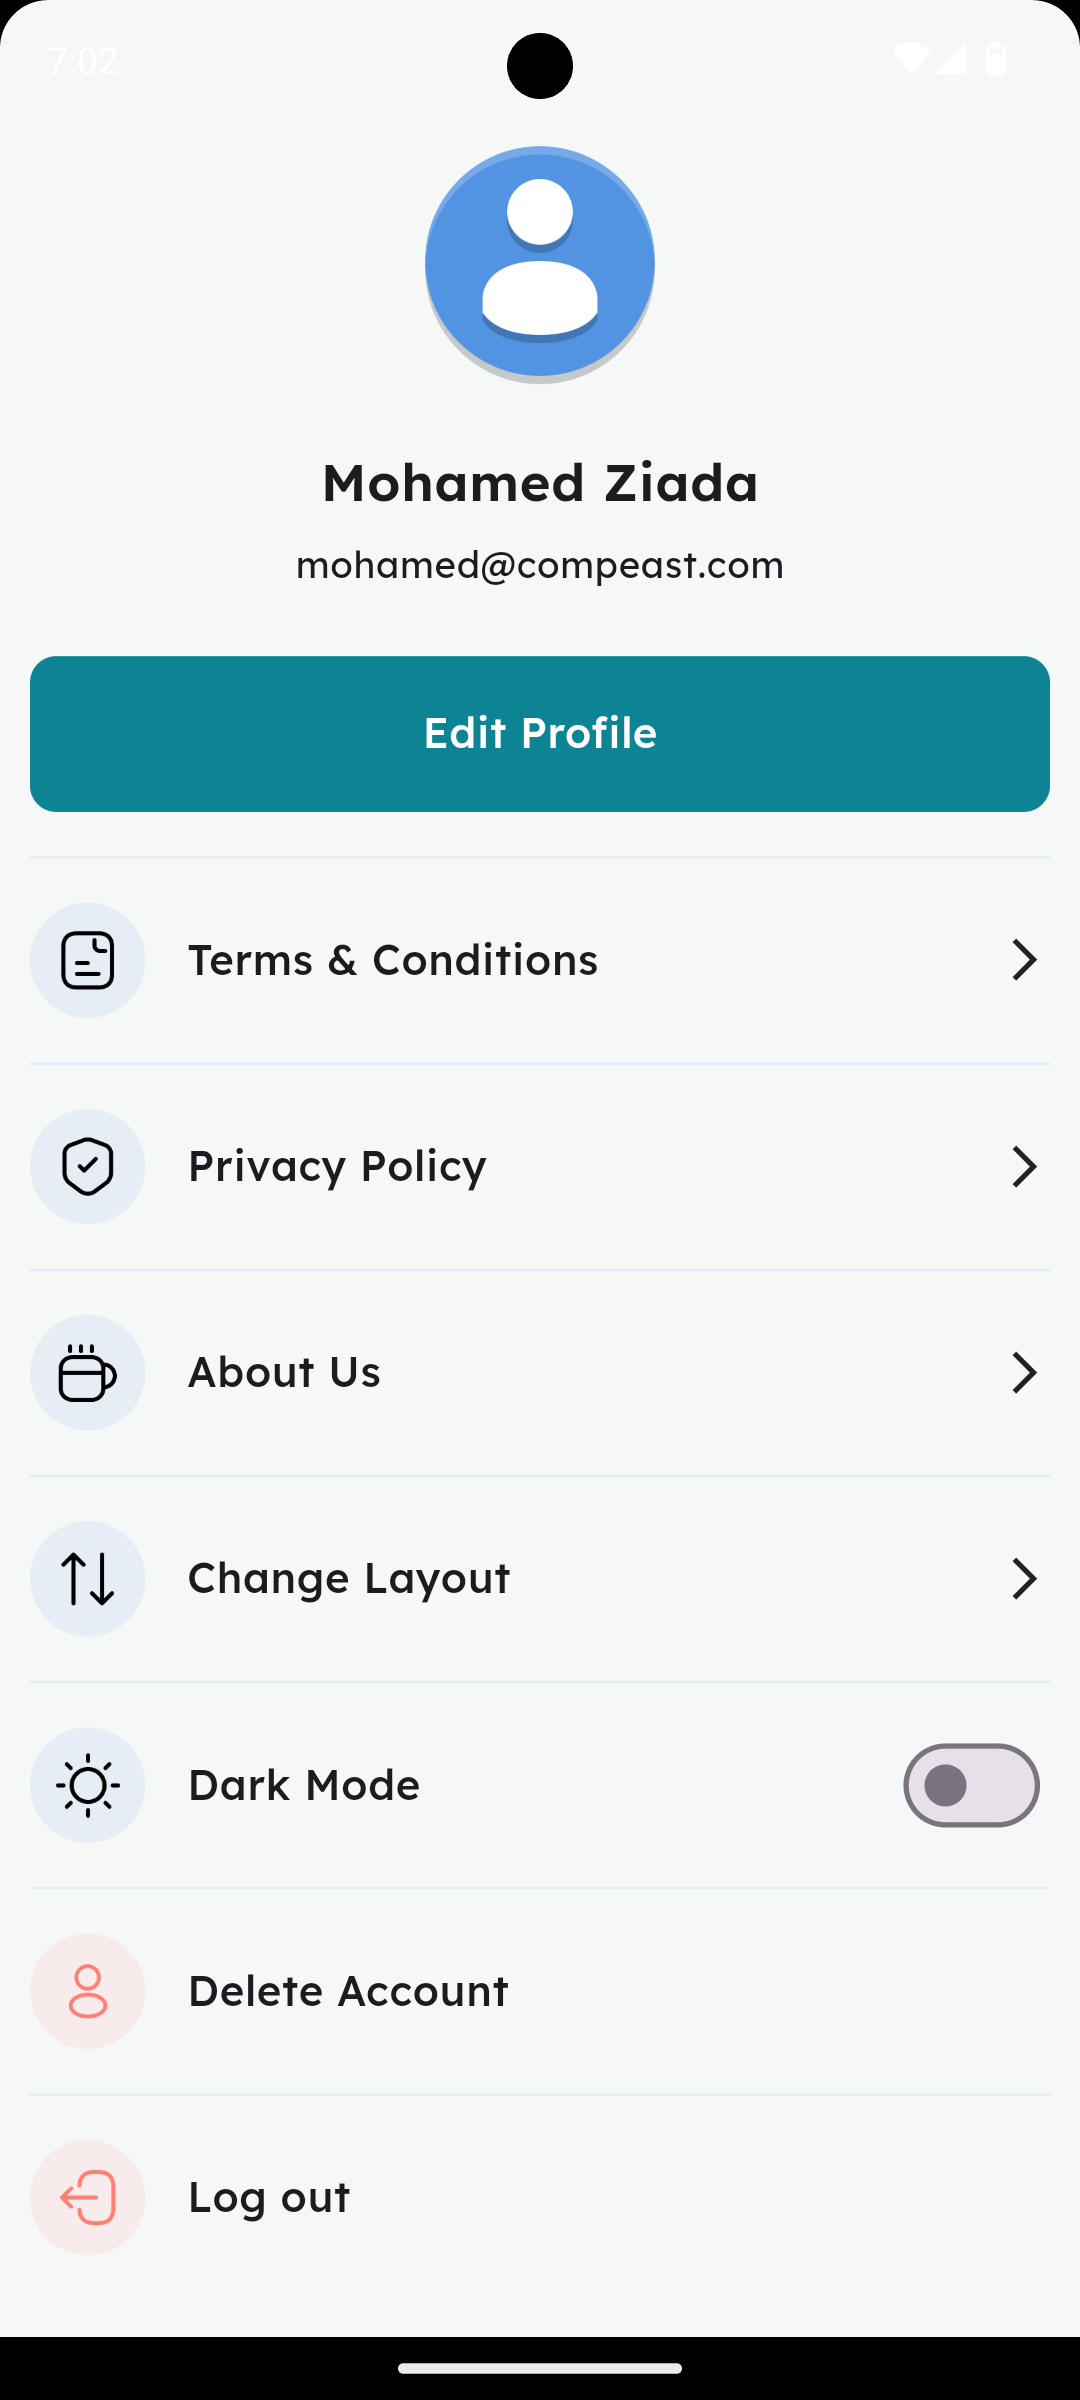 7:02
Mohamed Ziada
mohamed@compeast.com
Edit Profile
Terms & Conditions
Privacy Policy
About Us
Change Layout
Dark Mode
Delete Account
Log out